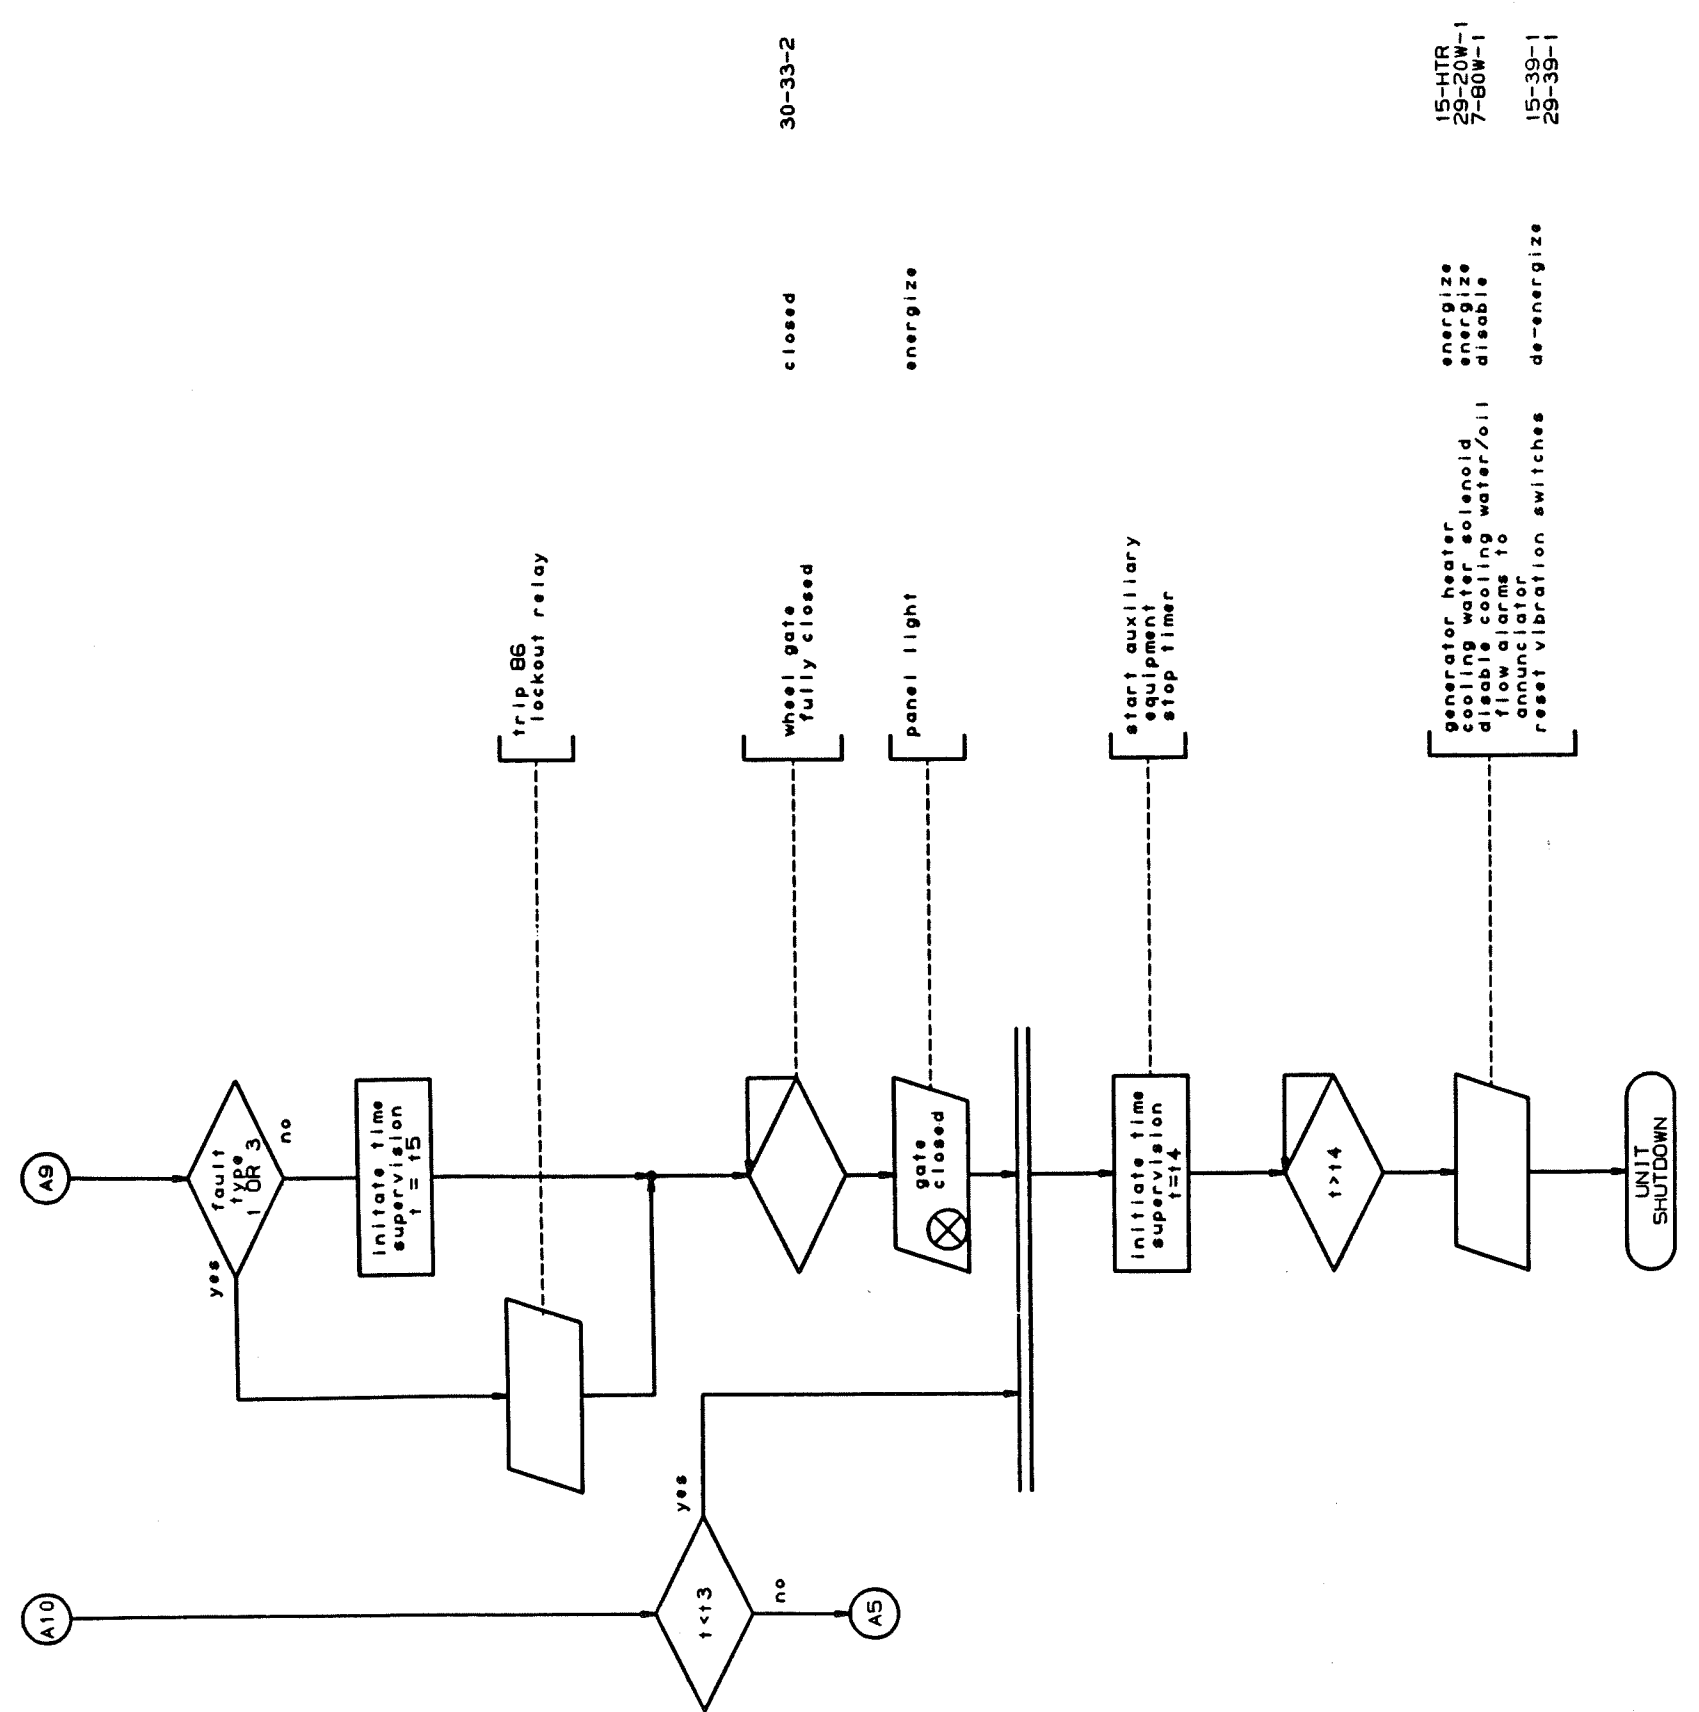 A9
A10
fault
type
1 OR 3
yes
no
initate time
supervision
t = t5
trip 86
lockout relay
t<t3
yes
no
A5
wheel gate
fully closed
closed
30-33-2
gate
closed
panel light
energize
initiate time
supervision
t=t4
start auxiliary
equipment
stop timer
t>t4
generator heater
energize
15-HTR
cooling water solenoid
energize
29-20W-1
disable cooling water/oil
disable
7-80W-1
flow alarms to
annunciator
reset vibration switches
de-energize
15-39-1
29-39-1
UNIT
SHUTDOWN